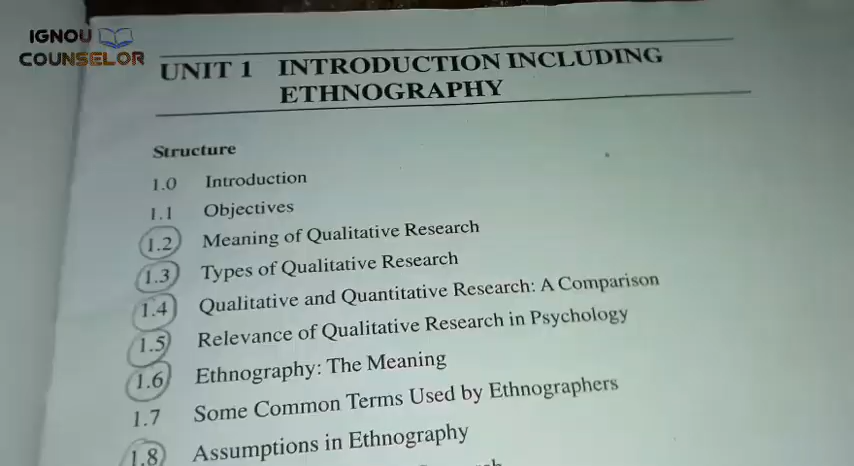 IGNOU
COUNSELOR
UNIT 1 INTRODUCTION INCLUDING
ETHNOGRAPHY
Structure
1.0 Introduction
1.1 Objectives
1.2 Meaning of Qualitative Research
1.3 Types of Qualitative Research
1.4 Qualitative and Quantitative Research: A Comparison
1.5 Relevance of Qualitative Research in Psychology
1.6 Ethnography: The Meaning
1.7 Some Common Terms Used by Ethnographers
1.8 Assumptions in Ethnography